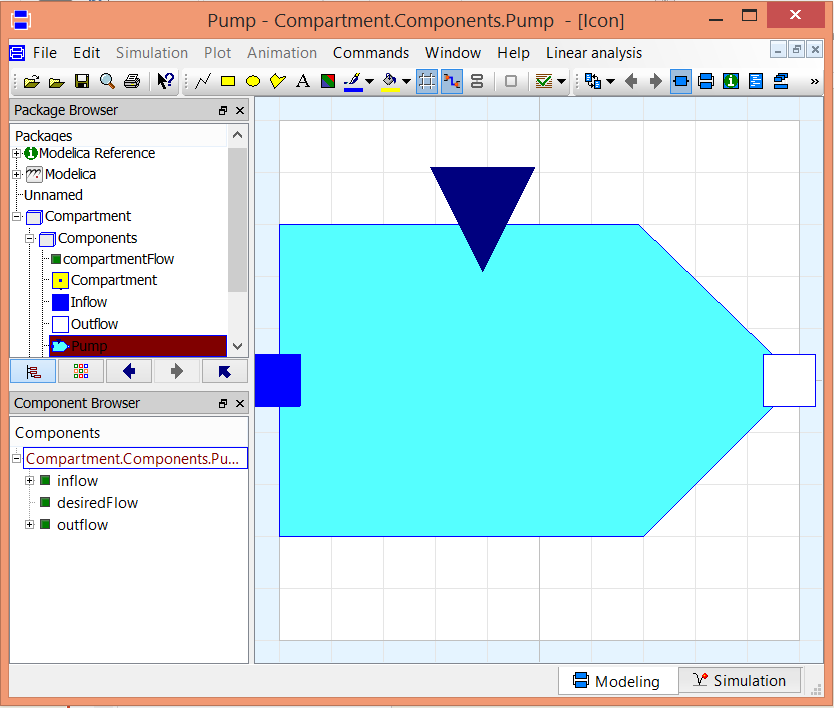 Pump - Compartment.Components.Pump - [Icon]
File Edit Simulation Plot Animation Commands Window Help Linear analysis
A »
Package Browser
Packages
Modelica Reference
Modelica
Unnamed
Compartment
Components
compartmentFlow
Compartment
Inflow
Outflow
Pump
Component Browser
Components
Compartment.Components.Pu...
inflow
desiredFlow
outflow
Modeling Simulation